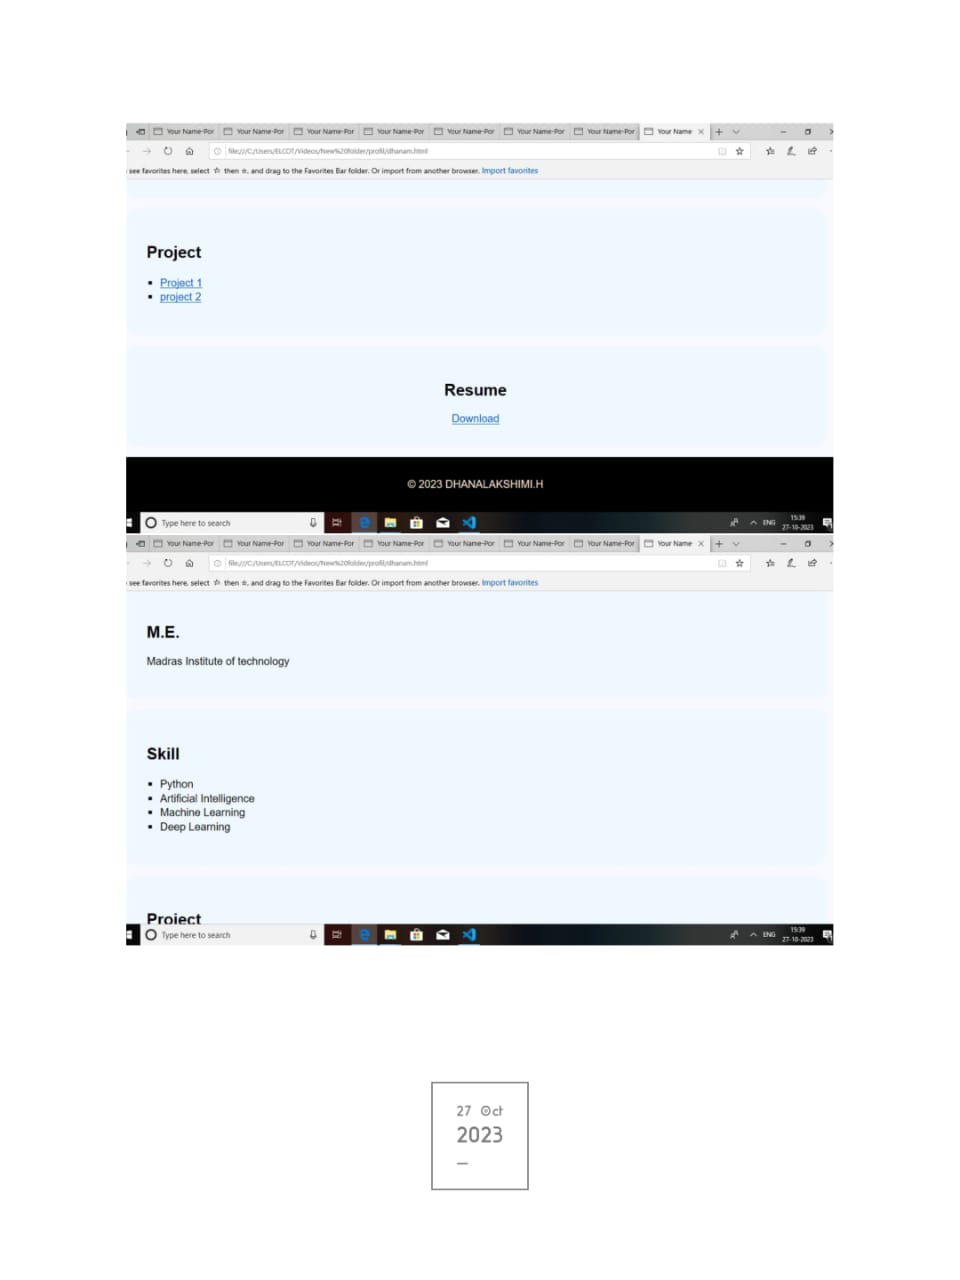 Your Name-Por Your Name-Por Your Name-Por Your Name-Por Your Name-Por Your Name-Por Your Name-Por Your Name
file:///C:/Users/ELCOT/Videos/New%20folder/profil/dhanam.html
see favorites here, select ☆ then ☆, and drag to the Favorites Bar folder. Or import from another browser. Import favorites
Project
Project 1
project 2
Resume
Download
© 2023 DHANALAKSHIMI.H
Type here to search ENG 15:39
27-10-2023
Your Name-Por Your Name-Por Your Name-Por Your Name-Por Your Name-Por Your Name-Por Your Name-Por Your Name
file:///C:/Users/ELCOT/Videos/New%20folder/profil/dhanam.html
see favorites here, select ☆ then ☆, and drag to the Favorites Bar folder. Or import from another browser. Import favorites
M.E.
Madras Institute of technology
Skill
Python
Artificial Intelligence
Machine Learning
Deep Learning
Project
Type here to search ENG 15:39
27-10-2023
27 Oct
2023
—